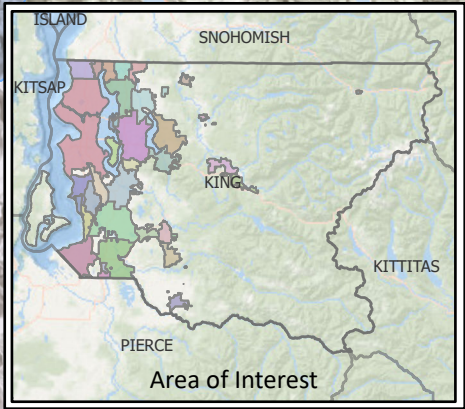 ISLAND
SNOHOMISH
KITSAP
KING
KITTITAS
PIERCE
Area of Interest